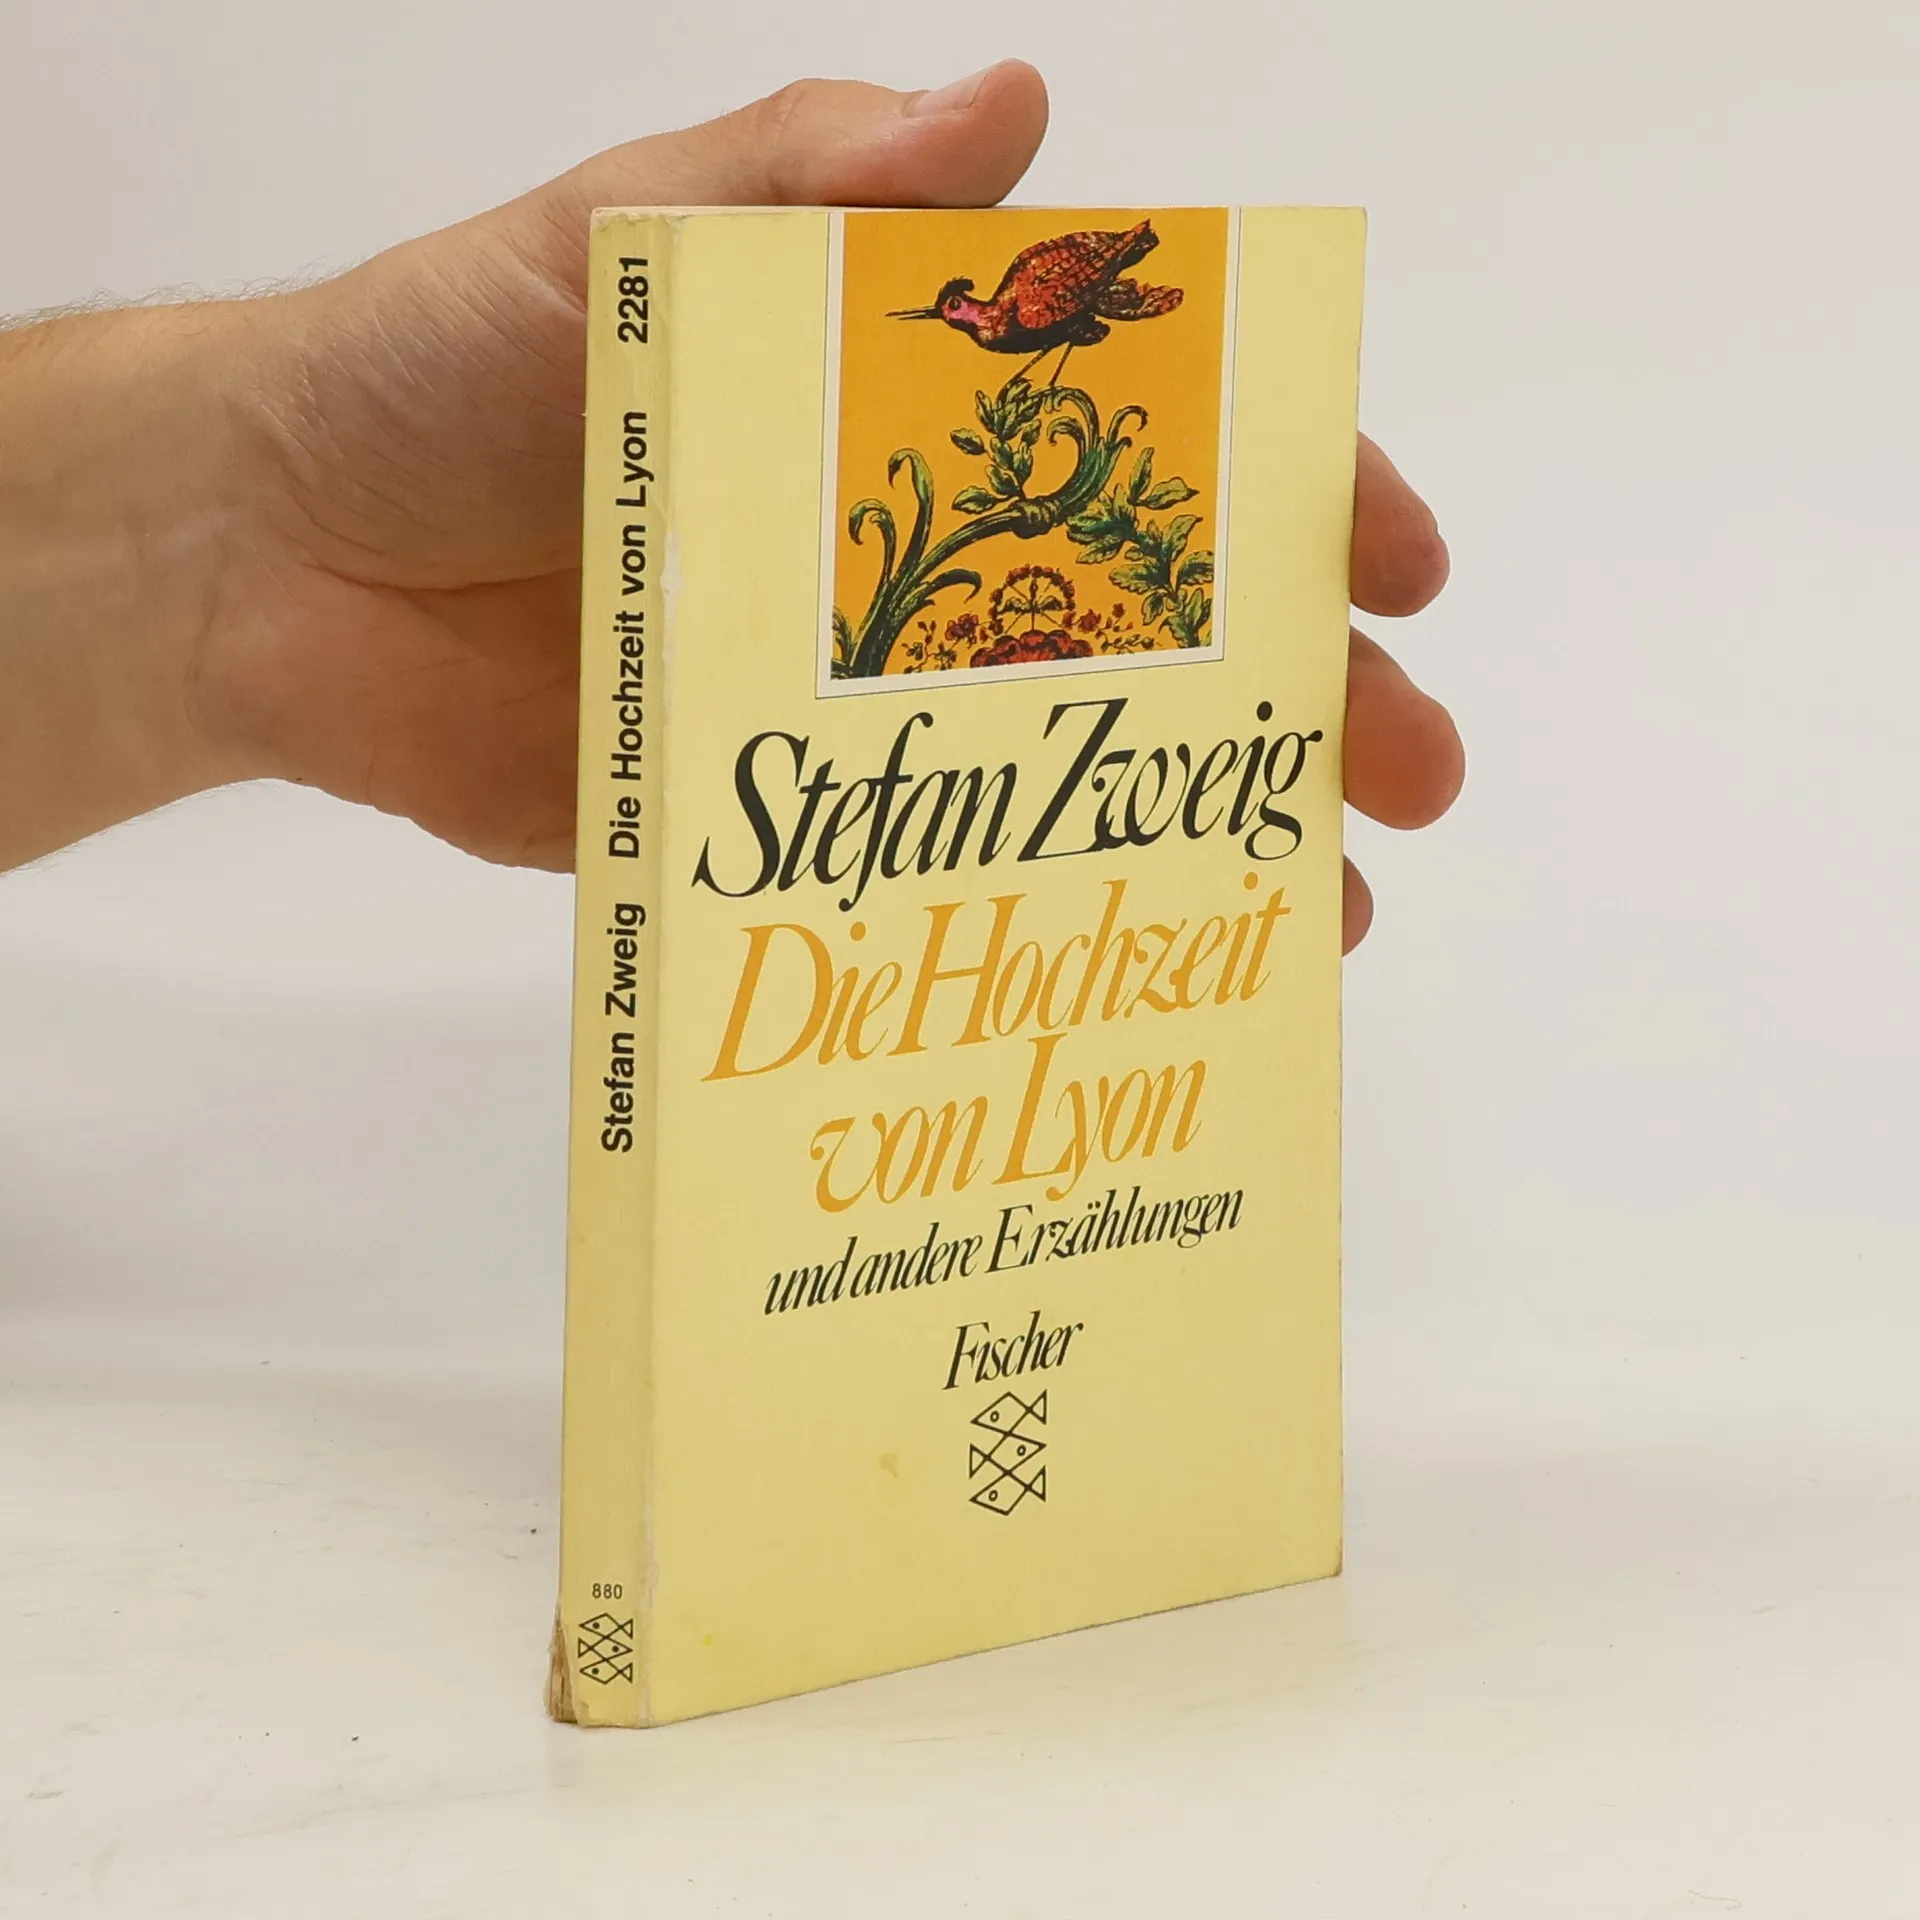 Stefan Zweig Die Hochzeit von Lyon 2281
880
Stefan Zweig
Die Hochzeit
von Lyon
und andere Erzählungen
Fischer